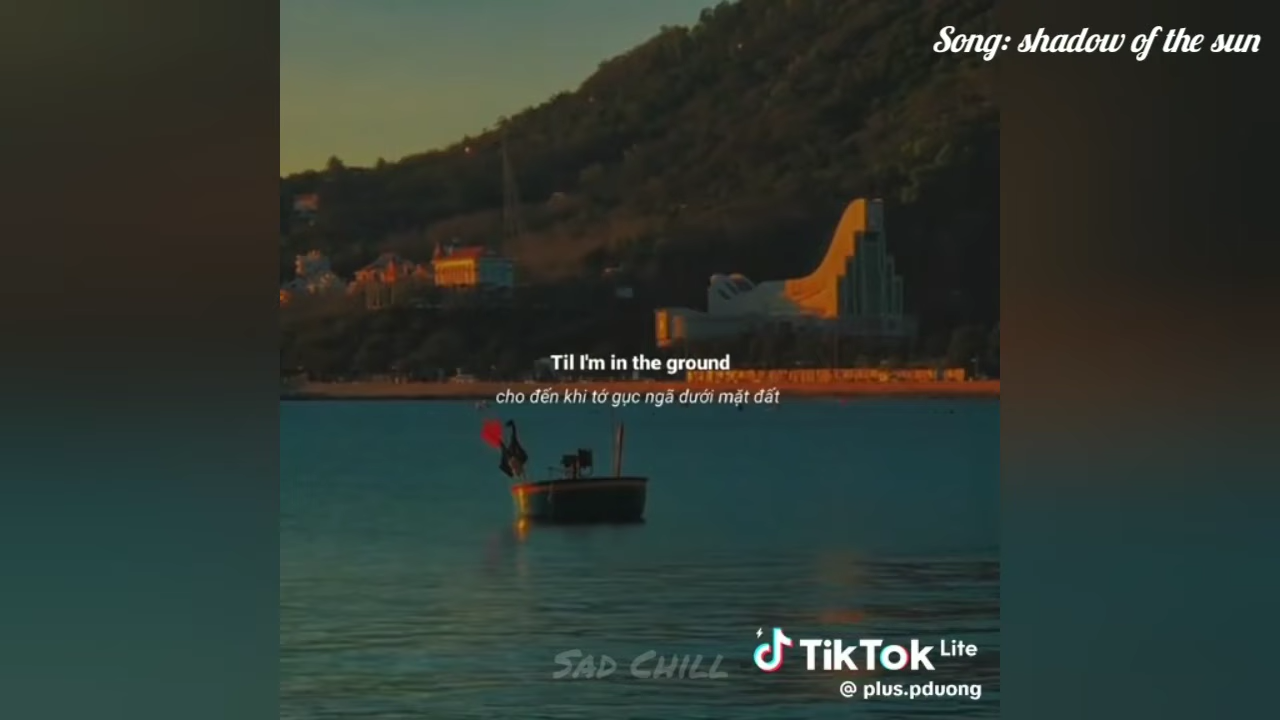 Song: shadow of the sun
Til I'm in the ground
cho đến khi tớ gục ngã dưới mặt đất
SAD CHILL
TikTok Lite
@ plus.pduong